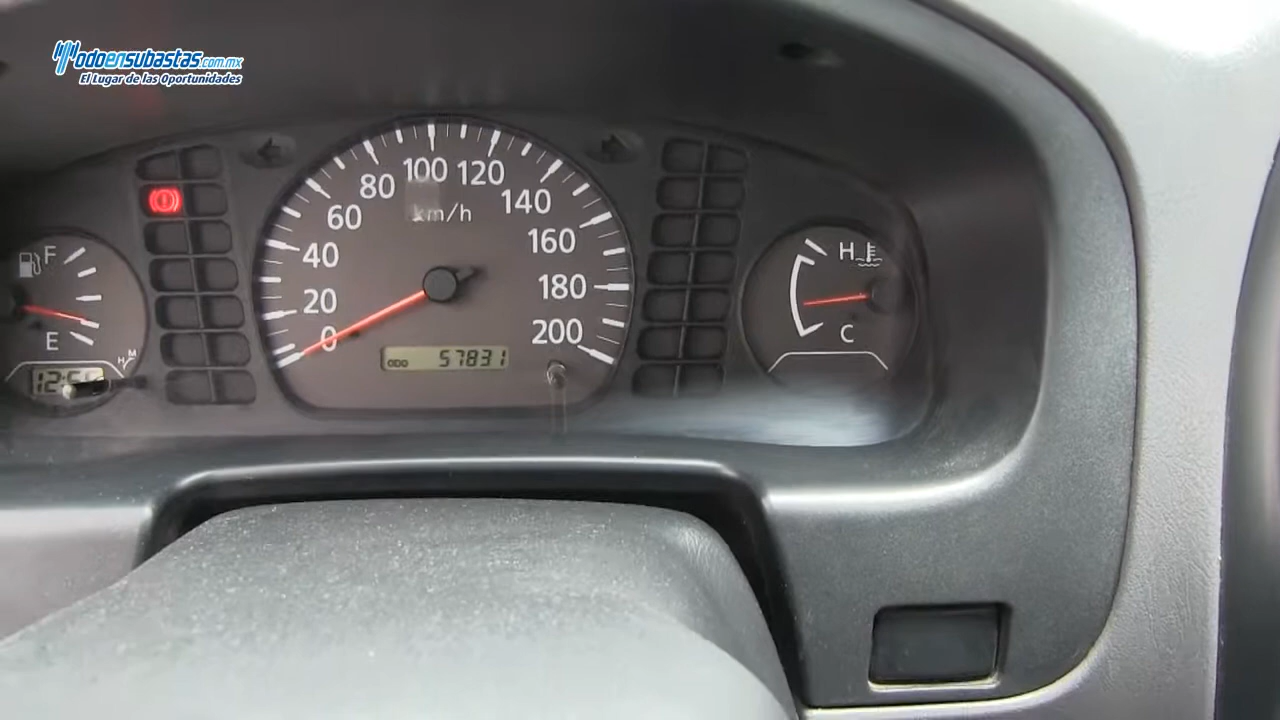 todoensubastas.com.mx
El Lugar de las Oportunidades
F
E
H M
0
20
40
60
80
100
120
140
160
180
200
km/h
ODO 57831
H
C